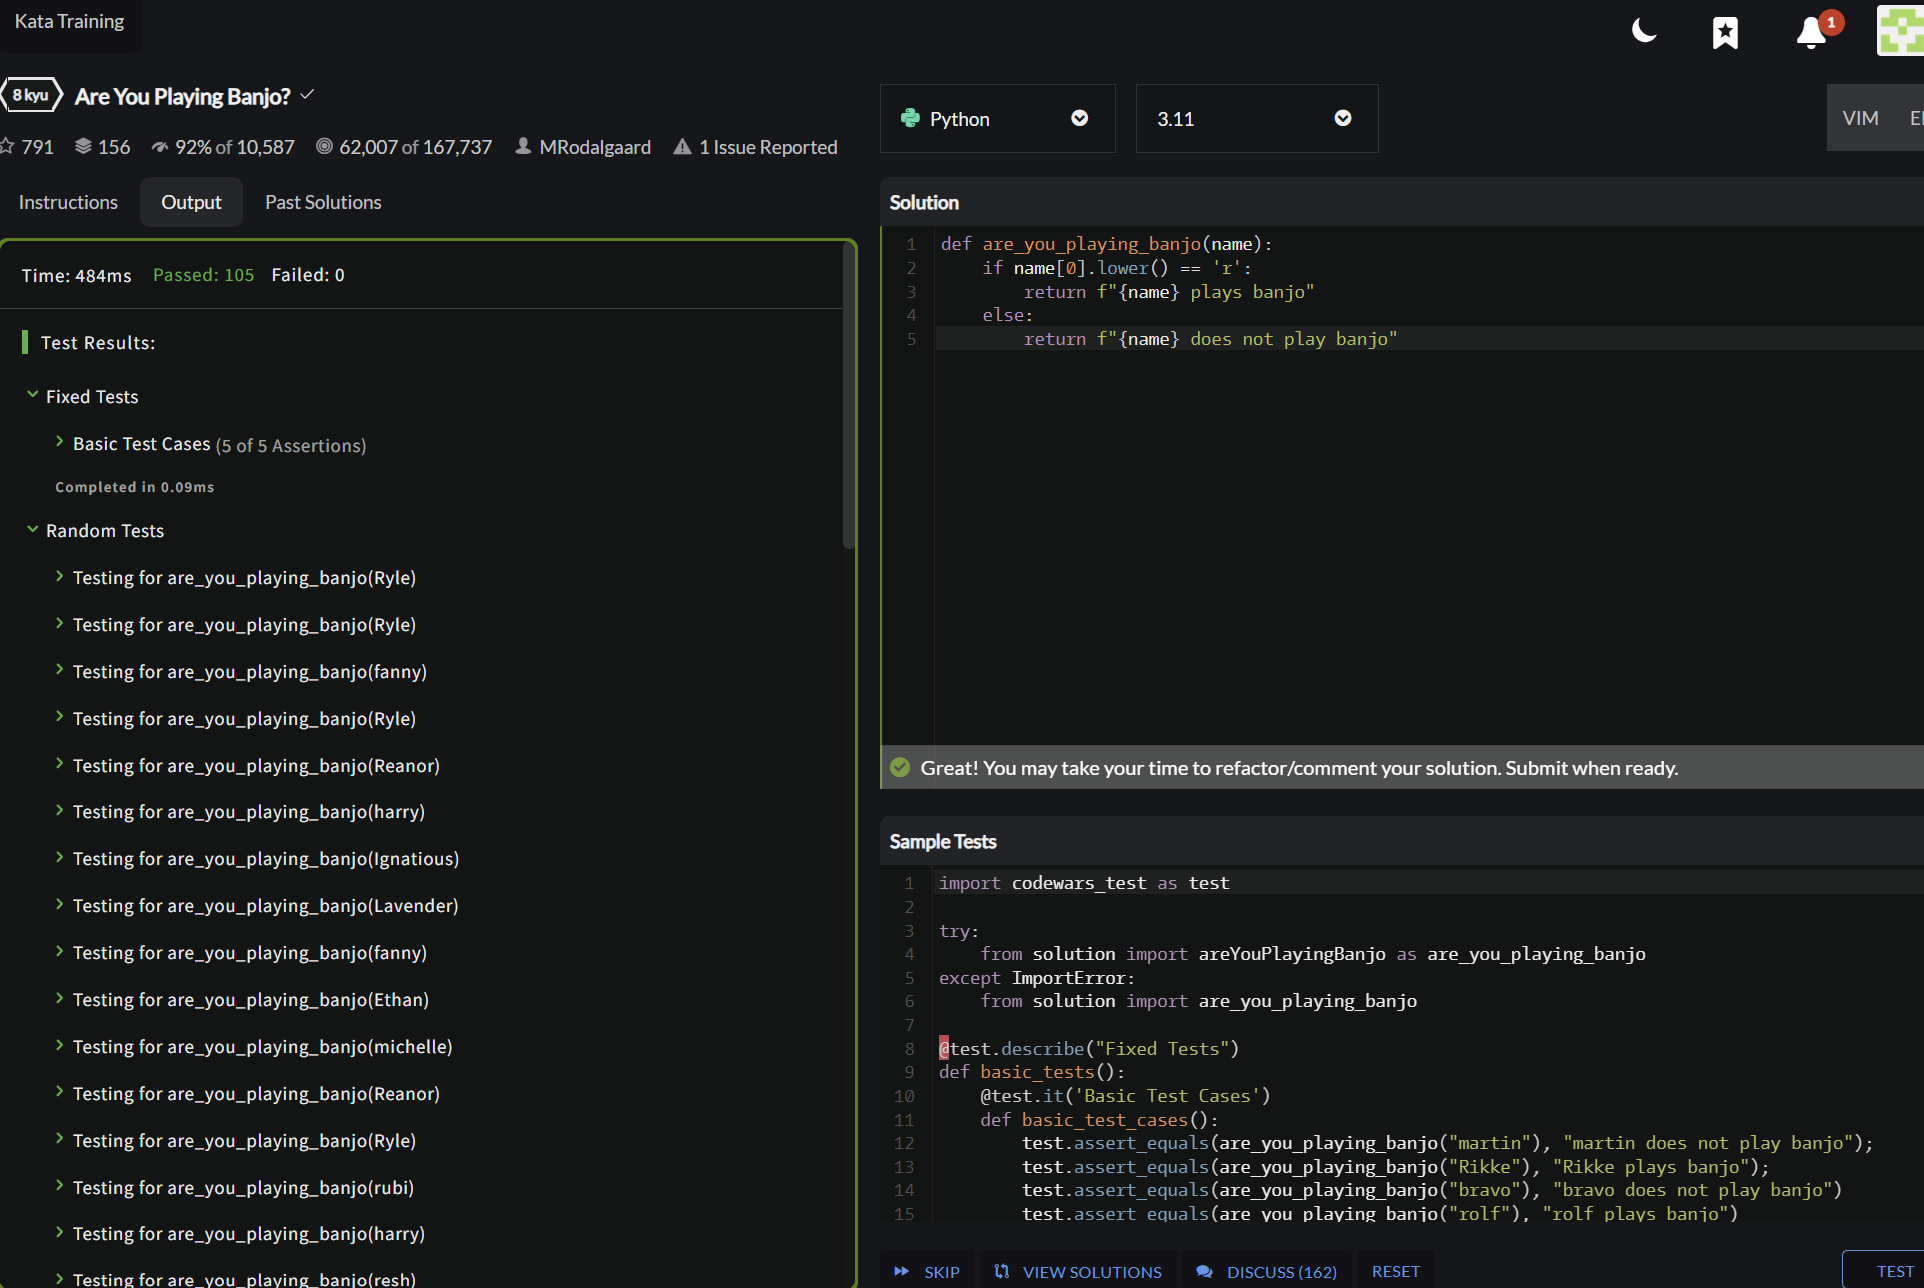 Kata Training
1
8 kyu
Are You Playing Banjo?
791 156 92% of 10,587 62,007 of 167,737 MRodalgaard 1 Issue Reported
Python
3.11
VIM
Instructions Output Past Solutions
Time: 484ms Passed: 105 Failed: 0
Test Results:
Fixed Tests
Basic Test Cases (5 of 5 Assertions)
Completed in 0.09ms
Random Tests
Testing for are_you_playing_banjo(Ryle)
Testing for are_you_playing_banjo(Ryle)
Testing for are_you_playing_banjo(fanny)
Testing for are_you_playing_banjo(Ryle)
Testing for are_you_playing_banjo(Reanor)
Testing for are_you_playing_banjo(harry)
Testing for are_you_playing_banjo(Ignatious)
Testing for are_you_playing_banjo(Lavender)
Testing for are_you_playing_banjo(fanny)
Testing for are_you_playing_banjo(Ethan)
Testing for are_you_playing_banjo(michelle)
Testing for are_you_playing_banjo(Reanor)
Testing for are_you_playing_banjo(Ryle)
Testing for are_you_playing_banjo(rubi)
Testing for are_you_playing_banjo(harry)
Testing for are_you_playing_banjo(resh)
Solution
1 def are_you_playing_banjo(name):
2     if name[0].lower() == 'r':
3         return f"{name} plays banjo"
4     else:
5         return f"{name} does not play banjo"
Great! You may take your time to refactor/comment your solution. Submit when ready.
Sample Tests
1 import codewars_test as test
2
3 try:
4     from solution import areYouPlayingBanjo as are_you_playing_banjo
5 except ImportError:
6     from solution import are_you_playing_banjo
7
8 @test.describe("Fixed Tests")
9 def basic_tests():
10     @test.it('Basic Test Cases')
11     def basic_test_cases():
12         test.assert_equals(are_you_playing_banjo("martin"), "martin does not play banjo");
13         test.assert_equals(are_you_playing_banjo("Rikke"), "Rikke plays banjo");
14         test.assert_equals(are_you_playing_banjo("bravo"), "bravo does not play banjo")
15         test.assert_equals(are_you_playing_banjo("rolf"), "rolf plays banjo")
SKIP VIEW SOLUTIONS DISCUSS (162) RESET TEST